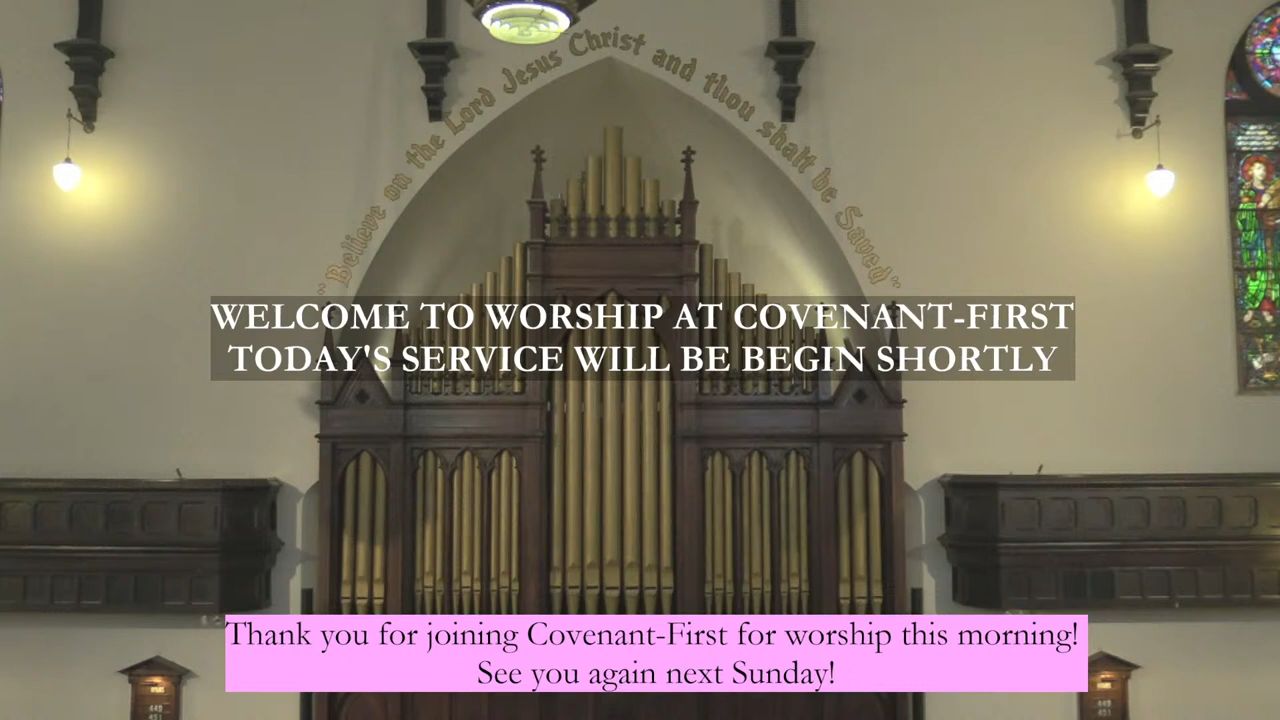 "Believe on the Lord Jesus Christ and thou shalt be Saved"
WELCOME TO WORSHIP AT COVENANT-FIRST
TODAY'S SERVICE WILL BE BEGIN SHORTLY
Thank you for joining Covenant-First for worship this morning!
See you again next Sunday!
449
451